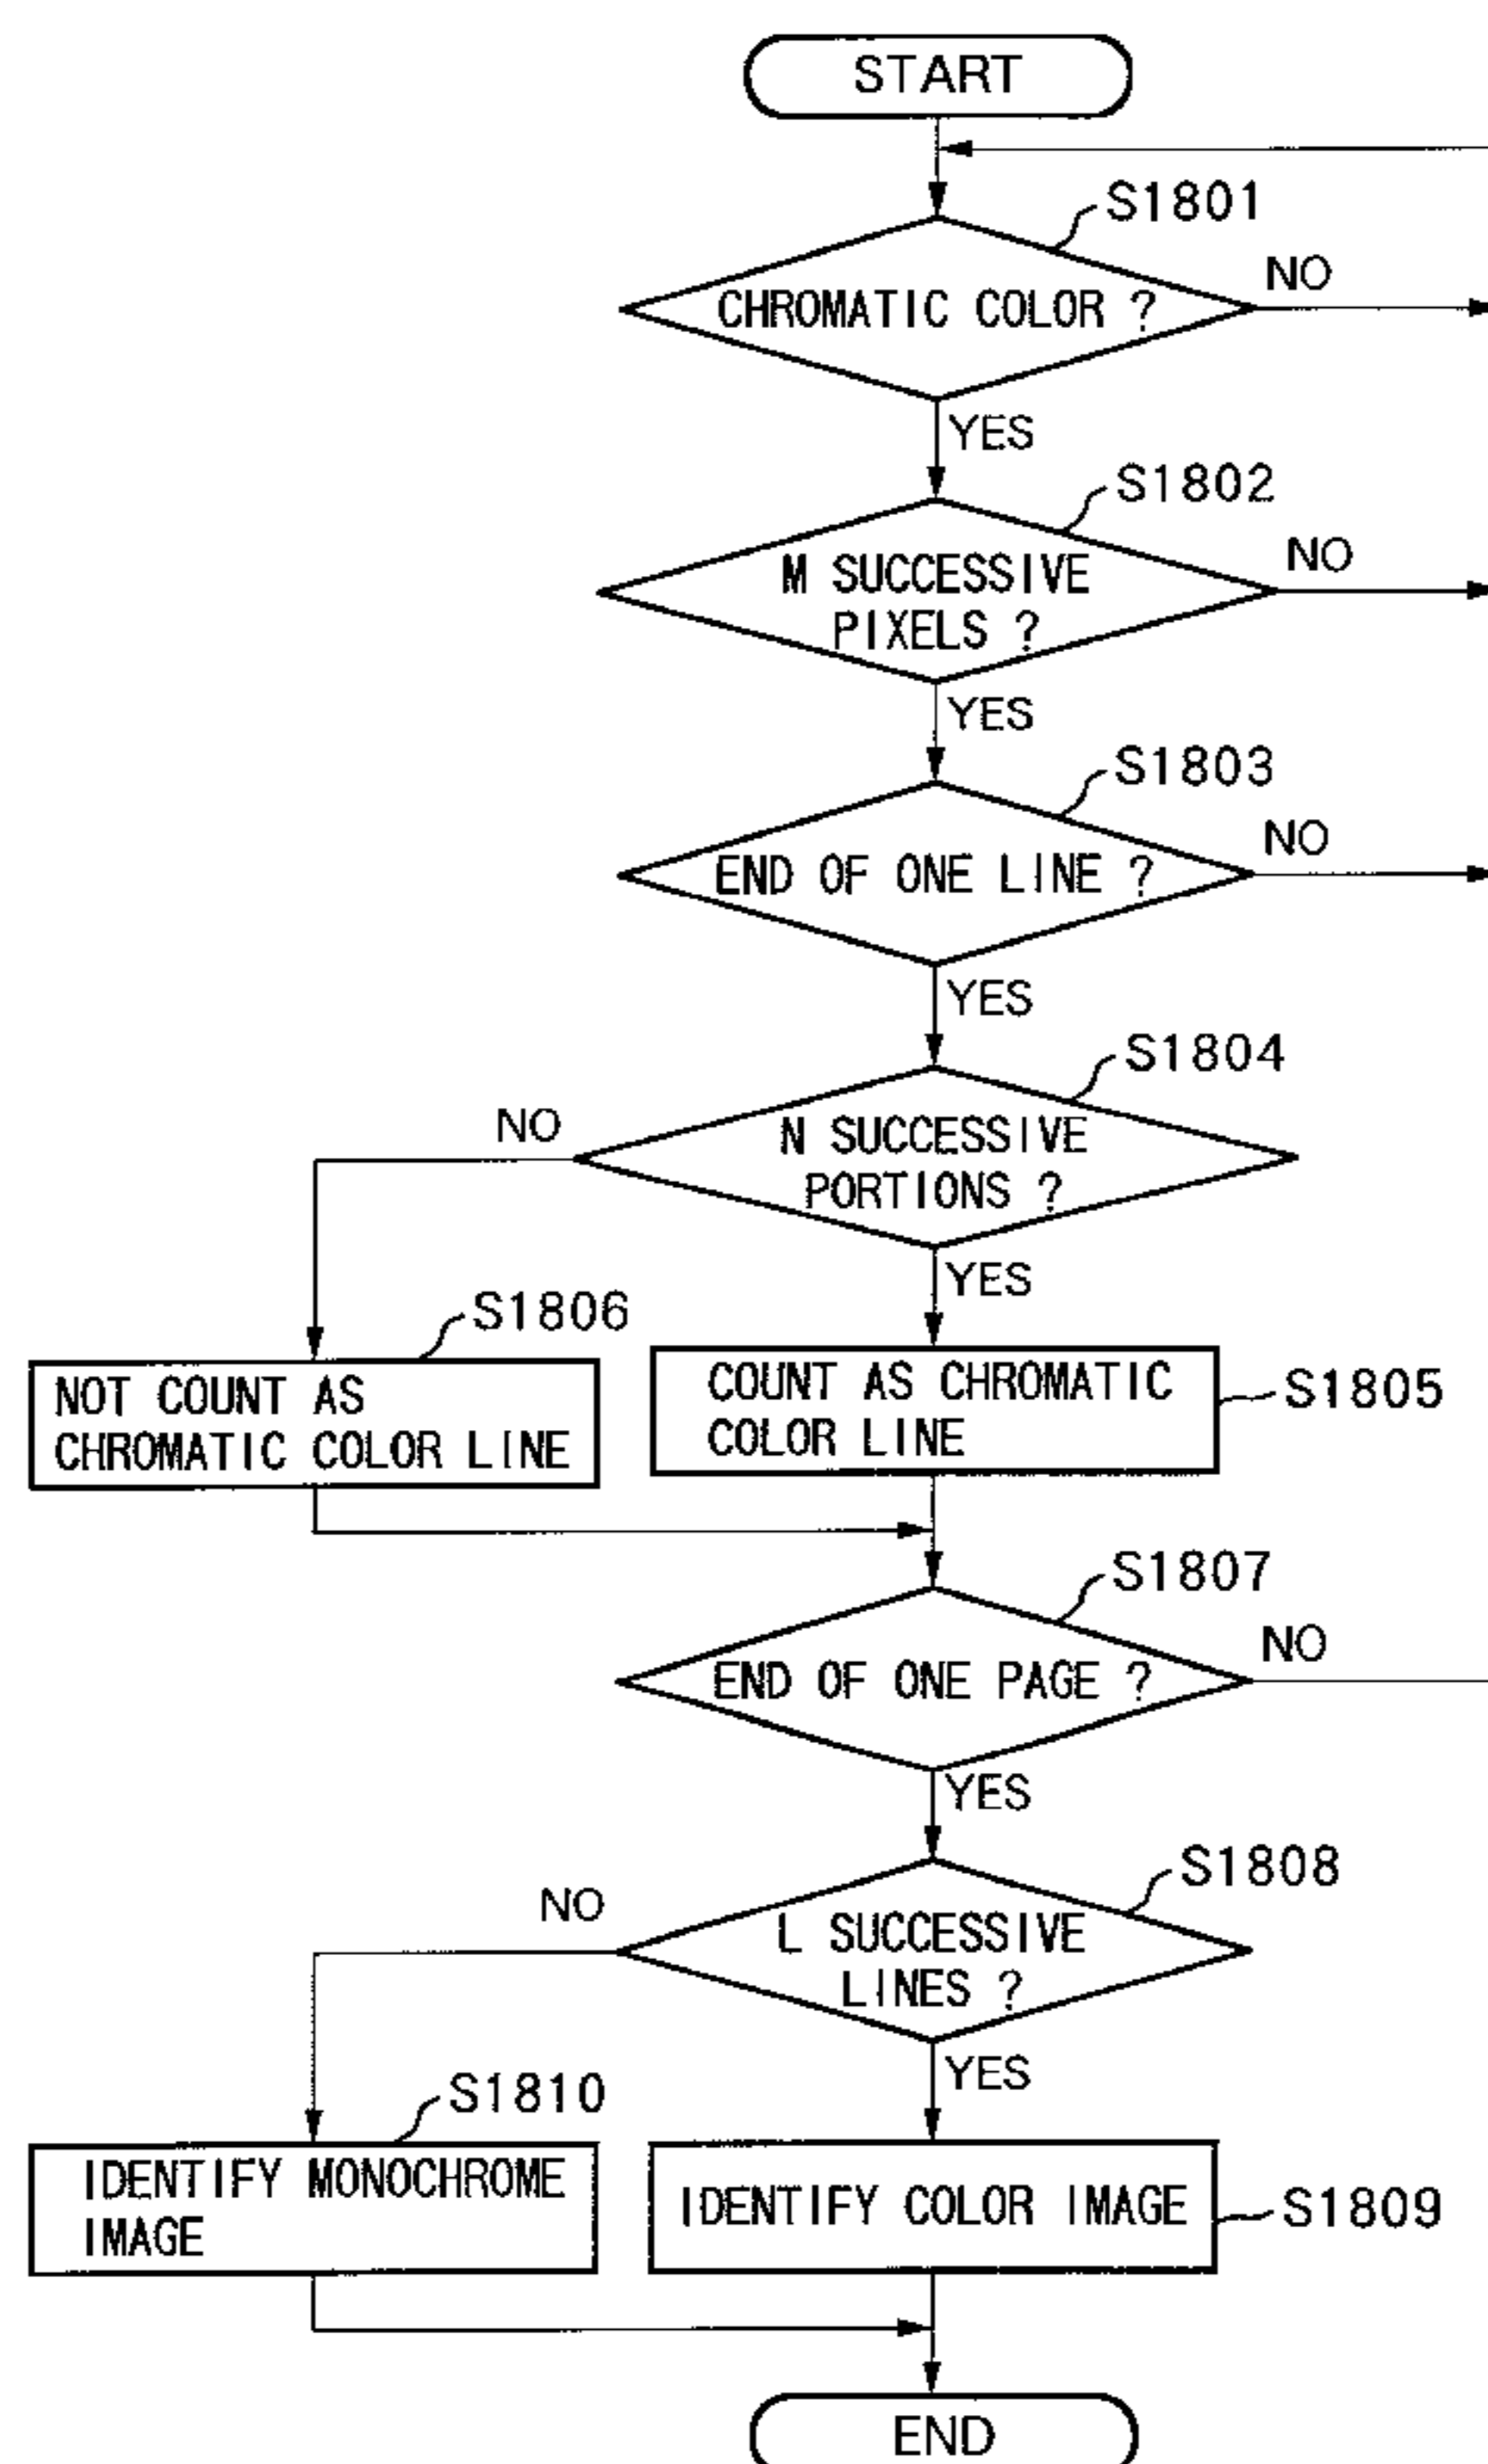 START
S1801
CHROMATIC COLOR ?
NO
YES
S1802
M SUCCESSIVE
PIXELS ?
NO
YES
S1803
END OF ONE LINE ?
NO
YES
S1804
N SUCCESSIVE
PORTIONS ?
NO
YES
S1806
NOT COUNT AS
CHROMATIC COLOR LINE
COUNT AS CHROMATIC
COLOR LINE
S1805
S1807
END OF ONE PAGE ?
NO
YES
S1808
L SUCCESSIVE
LINES ?
NO
YES
S1810
IDENTIFY MONOCHROME
IMAGE
IDENTIFY COLOR IMAGE
S1809
END